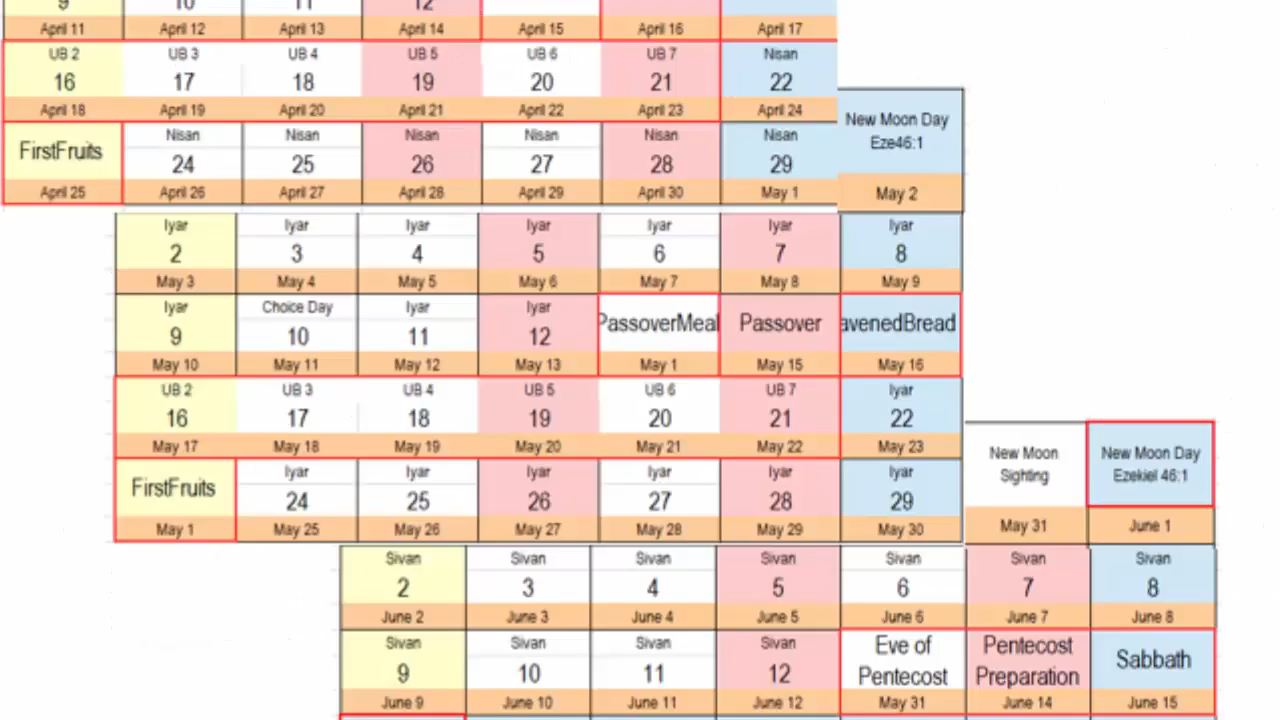 9 10 11 12
April 11 April 12 April 13 April 14 April 15 April 16 April 17
UB 2 UB 3 UB 4 UB 5 UB 6 UB 7 Nisan
16 17 18 19 20 21 22
April 18 April 19 April 20 April 21 April 22 April 23 April 24
New Moon Day
Eze46:1
May 2
FirstFruits Nisan Nisan Nisan Nisan Nisan Nisan
24 25 26 27 28 29
April 25 April 26 April 27 April 28 April 29 April 30 May 1
Iyar Iyar Iyar Iyar Iyar Iyar Iyar
2 3 4 5 6 7 8
May 3 May 4 May 5 May 6 May 7 May 8 May 9
Iyar Choice Day Iyar Iyar PassoverMeal Passover avenedBread
9 10 11 12
May 10 May 11 May 12 May 13 May 1 May 15 May 16
UB 2 UB 3 UB 4 UB 5 UB 6 UB 7 Iyar
16 17 18 19 20 21 22
May 17 May 18 May 19 May 20 May 21 May 22 May 23
FirstFruits Iyar Iyar Iyar Iyar Iyar Iyar
24 25 26 27 28 29
May 1 May 25 May 26 May 27 May 28 May 29 May 30
New Moon
Sighting
May 31
New Moon Day
Ezekiel 46:1
June 1
Sivan Sivan Sivan Sivan Sivan Sivan Sivan
2 3 4 5 6 7 8
June 2 June 3 June 4 June 5 June 6 June 7 June 8
Sivan Sivan Sivan Sivan Eve of Pentecost Sabbath
9 10 11 12 Pentecost Preparation
June 9 June 10 June 11 June 12 May 31 June 14 June 15